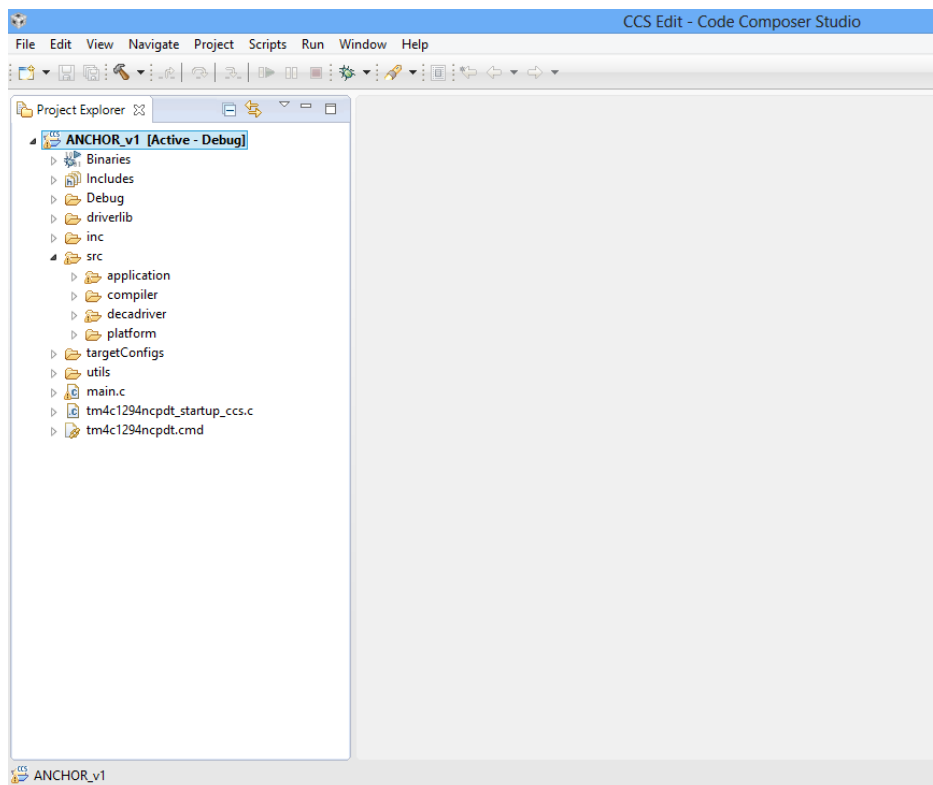 CCS Edit - Code Composer Studio
File Edit View Navigate Project Scripts Run Window Help
Project Explorer
ANCHOR_v1 [Active - Debug]
Binaries
Includes
Debug
driverlib
inc
src
application
compiler
decadriver
platform
targetConfigs
utils
main.c
tm4c1294ncpdt_startup_ccs.c
tm4c1294ncpdt.cmd
ANCHOR_v1